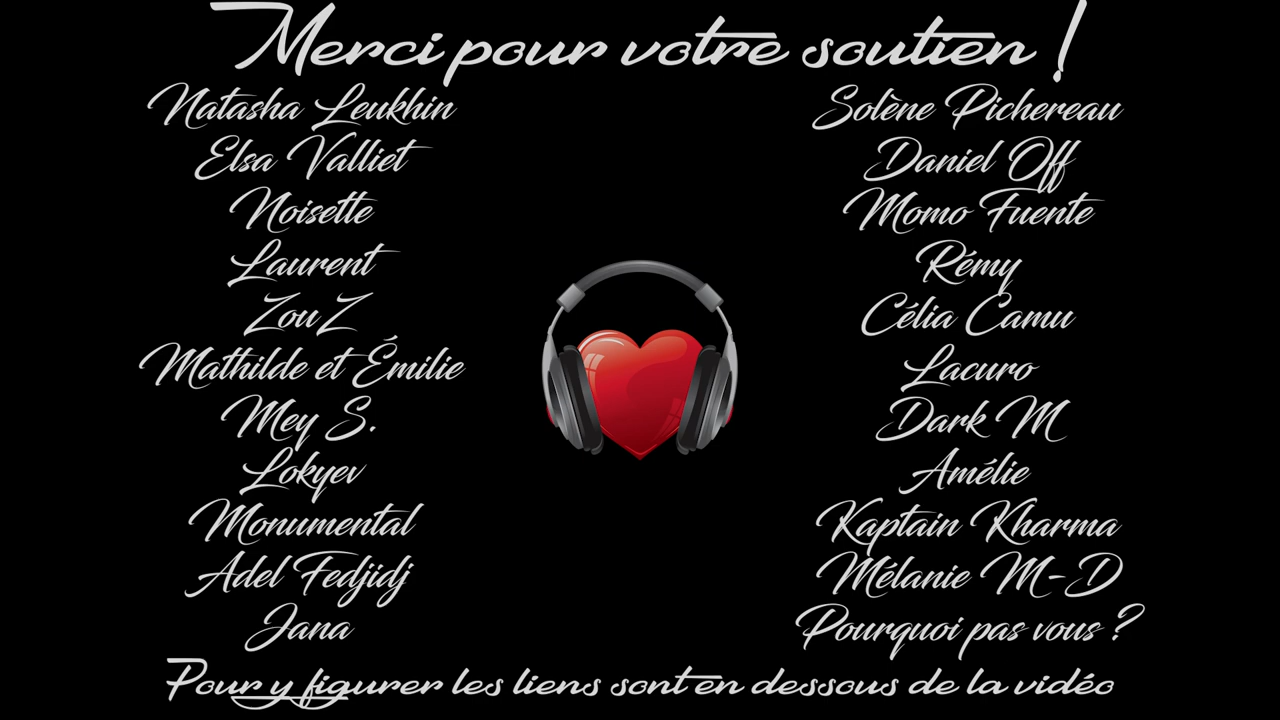 Merci pour votre soutien !
Natasha Leukhin
Elsa Valliet
Noisette
Laurent
ZouZ
Mathilde et Émilie
Mey S.
Lokyev
Monumental
Adel Fedjidj
Jana
Solène Pichereau
Daniel Off
Momo Fuente
Rémy
Célia Camu
Lacuro
Dark M
Amélie
Kaptain Kharma
Mélanie M-D
Pourquoi pas vous ?
Pour y figurer les liens sont en dessous de la vidéo